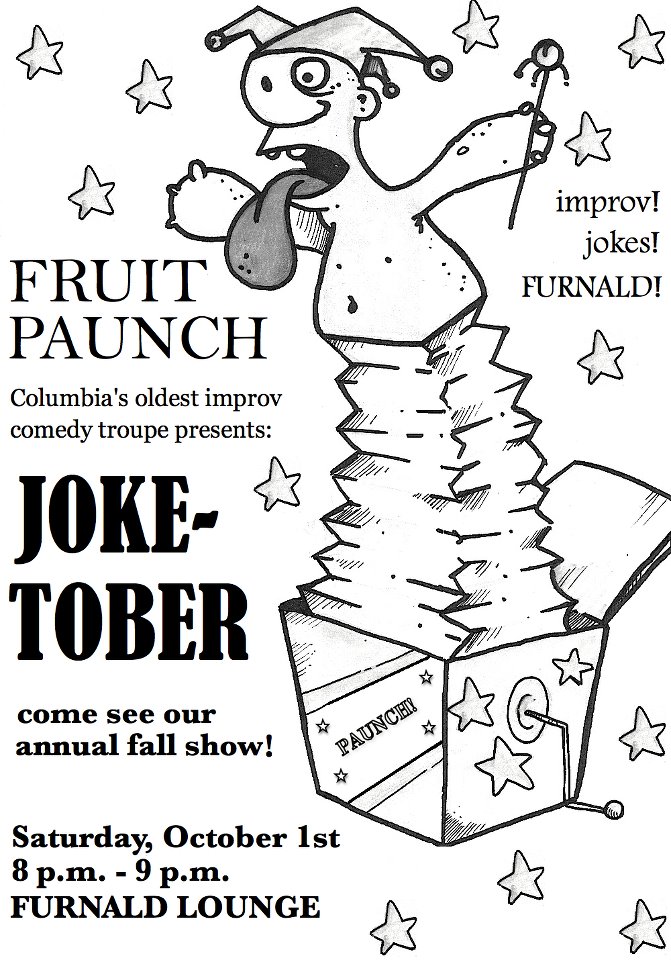 improv!
jokes!
FURNALD!
FRUIT
PAUNCH
Columbia's oldest improv
comedy troupe presents:
JOKE-
TOBER
come see our
annual fall show!
PAUNCH!
Saturday, October 1st
8 p.m. - 9 p.m.
FURNALD LOUNGE